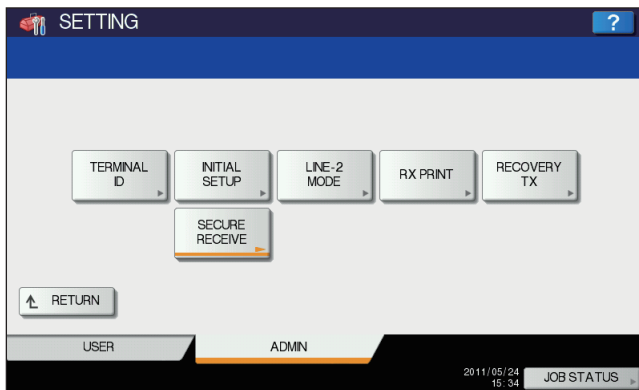 SETTING
?
TERMINAL
ID
INITIAL
SETUP
LINE-2
MODE
RX PRINT
RECOVERY
TX
SECURE
RECEIVE
RETURN
USER
ADMIN
2011/05/24
15:34
JOB STATUS